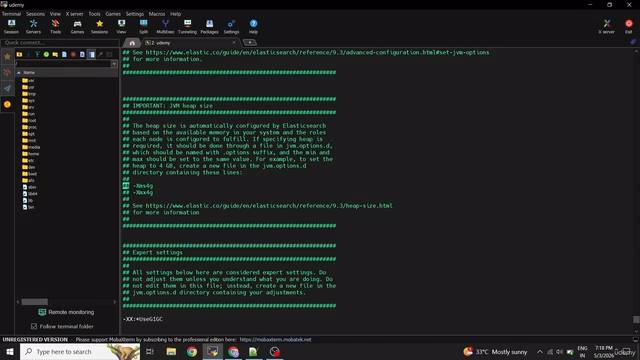 udemy
Terminal Sessions View X server Tools Games Settings Macros Help
Session Servers Tools Games Sessions View Split MultiExec Tunneling Packages Settings Help X server Exit
Quick connect...
2. udemy
/
Name
var
usr
tmp
sys
srv
run
root
proc
opt
mnt
media
home
etc
dev
boot
afs
sbin
lib64
lib
bin
Remote monitoring
Follow terminal folder
## See https://www.elastic.co/guide/en/elasticsearch/reference/9.3/advanced-configuration.html#set-jvm-options
## for more information.
##
################################################################
################################################################
## IMPORTANT: JVM heap size
################################################################
##
## The heap size is automatically configured by Elasticsearch
## based on the available memory in your system and the roles
## each node is configured to fulfill. If specifying heap is
## required, it should be done through a file in jvm.options.d,
## which should be named with .options suffix, and the min and
## max should be set to the same value. For example, to set the
## heap to 4 GB, create a new file in the jvm.options.d
## directory containing these lines:
##
## -Xms4g
## -Xmx4g
##
## See https://www.elastic.co/guide/en/elasticsearch/reference/9.3/heap-size.html
## for more information
##
################################################################
################################################################
## Expert settings
################################################################
##
## All settings below here are considered expert settings. Do
## not adjust them unless you understand what you are doing. Do
## not edit them in this file; instead, create a new file in the
## jvm.options.d directory containing your adjustments.
##
################################################################
-XX:+UseG1GC
UNREGISTERED VERSION - Please support MobaXterm by subscribing to the professional edition here: https://mobaxterm.mobatek.net
Type here to search
33°C Mostly sunny
ENG
IN
7:18 PM
5/3/2026
udemy